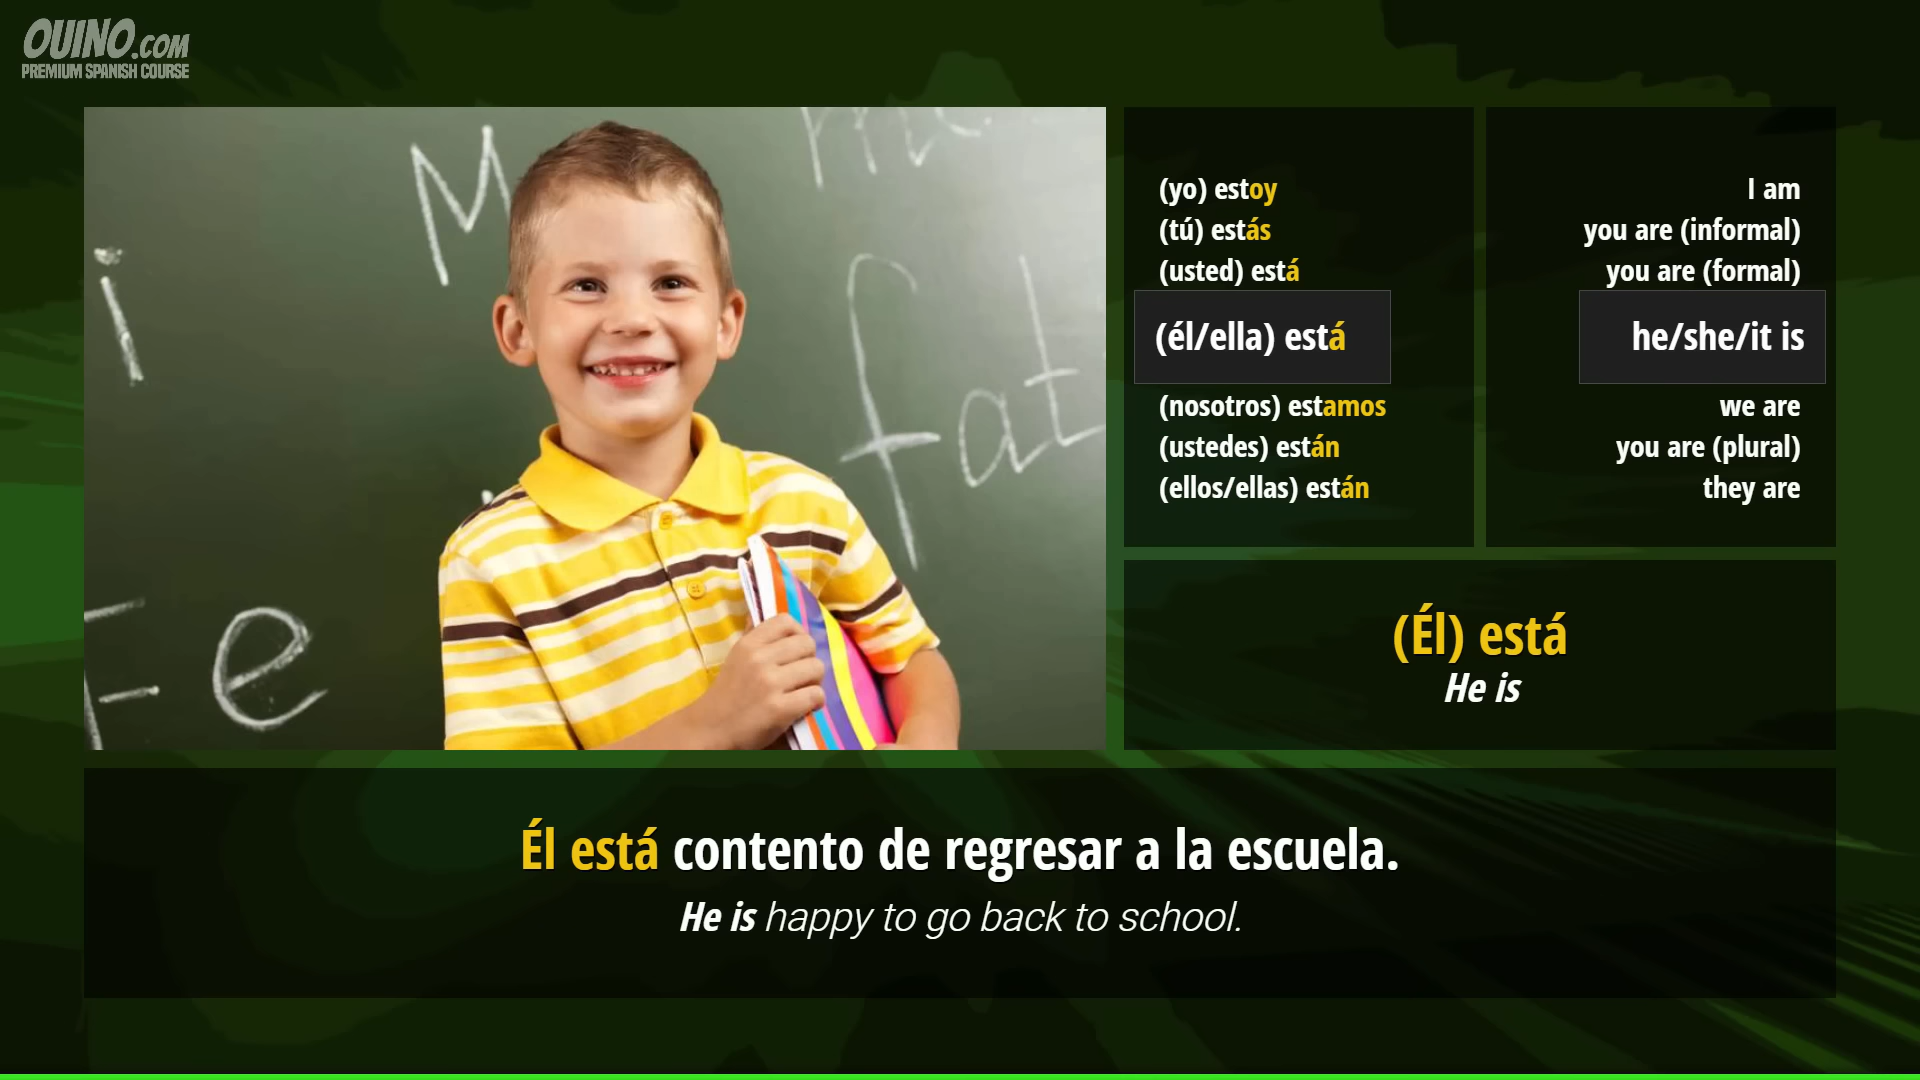 OUINO.COM
PREMIUM SPANISH COURSE
i
M
fat
Fe
(yo) estoy
(tú) estás
(usted) está
(él/ella) está
(nosotros) estamos
(ustedes) están
(ellos/ellas) están
I am
you are (informal)
you are (formal)
he/she/it is
we are
you are (plural)
they are
(Él) está
He is
Él está contento de regresar a la escuela.
He is happy to go back to school.